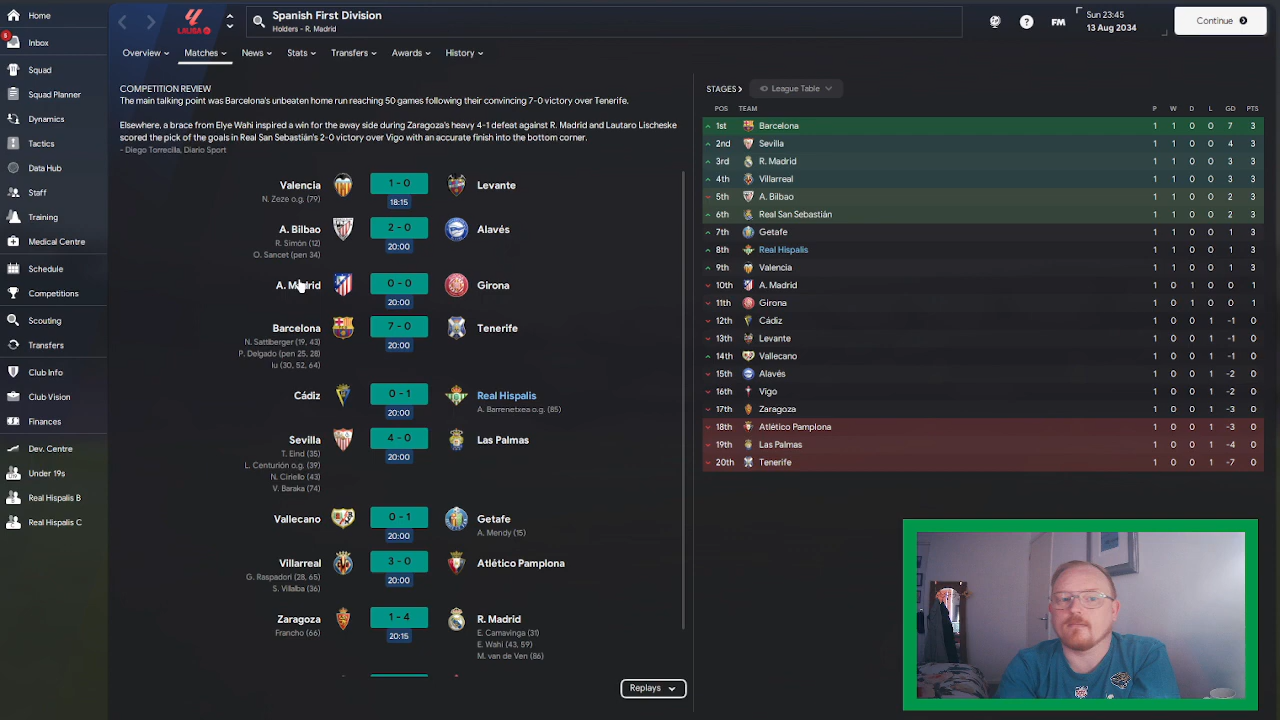 Home
5
Inbox
Squad
Squad Planner
Dynamics
Tactics
Data Hub
Staff
Training
Medical Centre
Schedule
Competitions
Scouting
Transfers
Club Info
Club Vision
Finances
Dev. Centre
Under 19s
Real Hispalis B
Real Hispalis C
LALIGA
Spanish First Division
Holders - R. Madrid
FM
Sun 23:45
13 Aug 2034
Continue
Overview
Matches
News
Stats
Transfers
Awards
History
COMPETITION REVIEW
The main talking point was Barcelona's unbeaten home run reaching 50 games following their convincing 7-0 victory over Tenerife.
Elsewhere, a brace from Elye Wahi inspired a win for the away side during Zaragoza's heavy 4-1 defeat against R. Madrid and Lautaro Lischeske
scored the pick of the goals in Real San Sebastián's 2-0 victory over Vigo with an accurate finish into the bottom corner.
- Diego Torrecilla, Diario Sport
Valencia 1 - 0 Levante
N. Zeze o.g. (79)
18:15
A. Bilbao 2 - 0 Alavés
R. Simón (12)
20:00
O. Sancet (pen 34)
A. Madrid 0 - 0 Girona
20:00
Barcelona 7 - 0 Tenerife
N. Sattlberger (19, 43)
20:00
P. Delgado (pen 25, 28)
Iu (30, 52, 64)
Cádiz 0 - 1 Real Hispalis
A. Barrenetxea o.g. (85)
20:00
Sevilla 4 - 0 Las Palmas
T. Eind (35)
20:00
L. Centurión o.g. (39)
N. Ciriello (43)
V. Baraka (74)
Vallecano 0 - 1 Getafe
A. Mendy (15)
20:00
Villarreal 3 - 0 Atlético Pamplona
G. Raspadori (28, 65)
20:00
S. Villalba (36)
Zaragoza 1 - 4 R. Madrid
Francho (66)
E. Camavinga (31)
20:15
E. Wahi (43, 59)
M. van de Ven (86)
Replays
STAGES
League Table
POS TEAM P W D L GD PTS
1st Barcelona 1 1 0 0 7 3
2nd Sevilla 1 1 0 0 4 3
3rd R. Madrid 1 1 0 0 3 3
4th Villarreal 1 1 0 0 3 3
5th A. Bilbao 1 1 0 0 2 3
6th Real San Sebastián 1 1 0 0 2 3
7th Getafe 1 1 0 0 1 3
8th Real Hispalis 1 1 0 0 1 3
9th Valencia 1 1 0 0 1 3
10th A. Madrid 1 0 1 0 0 1
11th Girona 1 0 1 0 0 1
12th Cádiz 1 0 0 1 -1 0
13th Levante 1 0 0 1 -1 0
14th Vallecano 1 0 0 1 -1 0
15th Alavés 1 0 0 1 -2 0
16th Vigo 1 0 0 1 -2 0
17th Zaragoza 1 0 0 1 -3 0
18th Atlético Pamplona 1 0 0 1 -3 0
19th Las Palmas 1 0 0 1 -4 0
20th Tenerife 1 0 0 1 -7 0